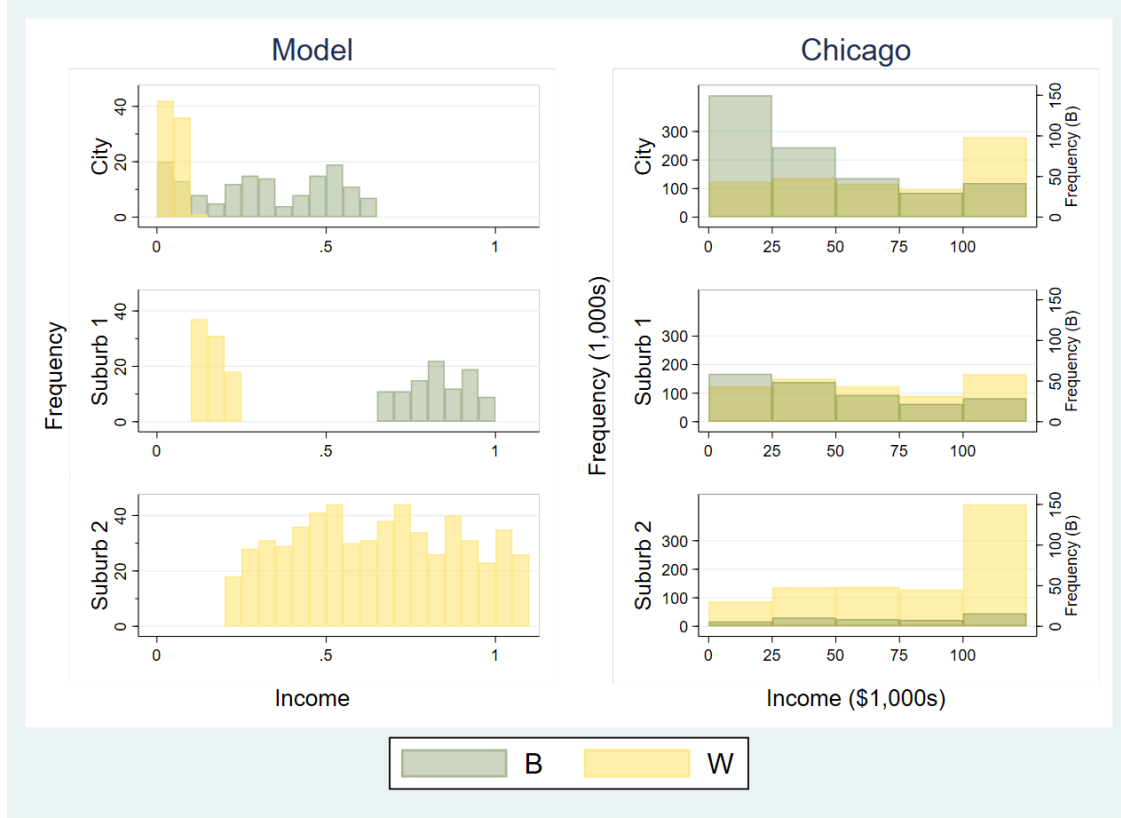 Model
Chicago
City
0 20 40
0 .5 1
City
0
100
200
300
0 50 100 150
Frequency (B)
0 25 50 75 100
Frequency
Suburb 1
0 20 40
0 .5 1
Frequency (1,000s)
Suburb 1
0
100
200
300
0 50 100 150
Frequency (B)
0 25 50 75 100
Suburb 2
0 20 40
0 .5 1
Suburb 2
0
100
200
300
0 50 100 150
Frequency (B)
0 25 50 75 100
Income
Income ($1,000s)
B
W